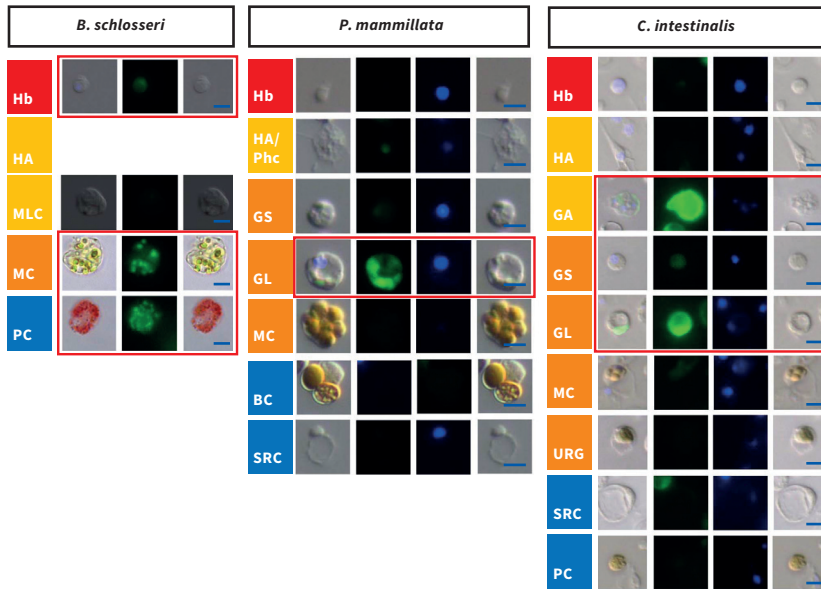 B. schlosseri
Hb
HA
MLC
MC
PC
P. mammillata
Hb
HA/
Phc
GS
GL
MC
BC
SRC
C. intestinalis
Hb
HA
GA
GS
GL
MC
URG
SRC
PC